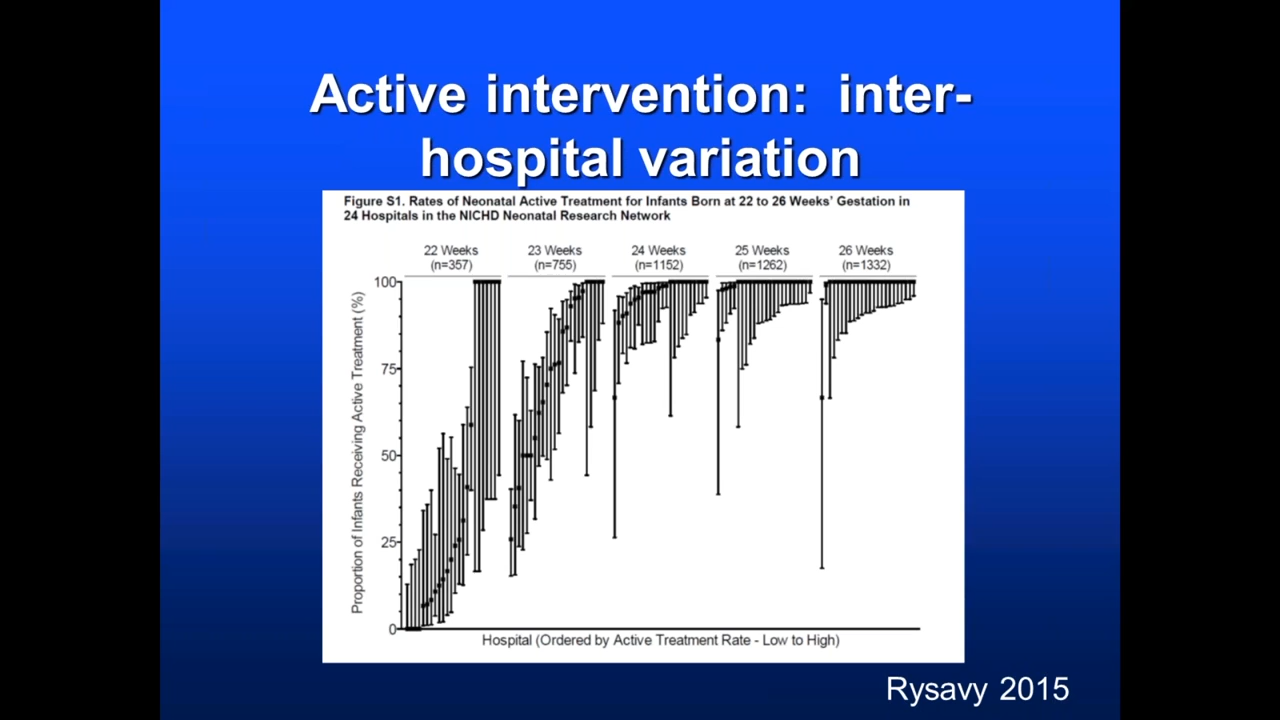 Active intervention:  inter-
hospital variation
Figure S1. Rates of Neonatal Active Treatment for Infants Born at 22 to 26 Weeks' Gestation in
24 Hospitals in the NICHD Neonatal Research Network
22 Weeks
(n=357)
23 Weeks
(n=755)
24 Weeks
(n=1152)
25 Weeks
(n=1262)
26 Weeks
(n=1332)
Proportion of Infants Receiving Active Treatment (%)
100
75
50
25
0
Hospital (Ordered by Active Treatment Rate - Low to High)
Rysavy 2015